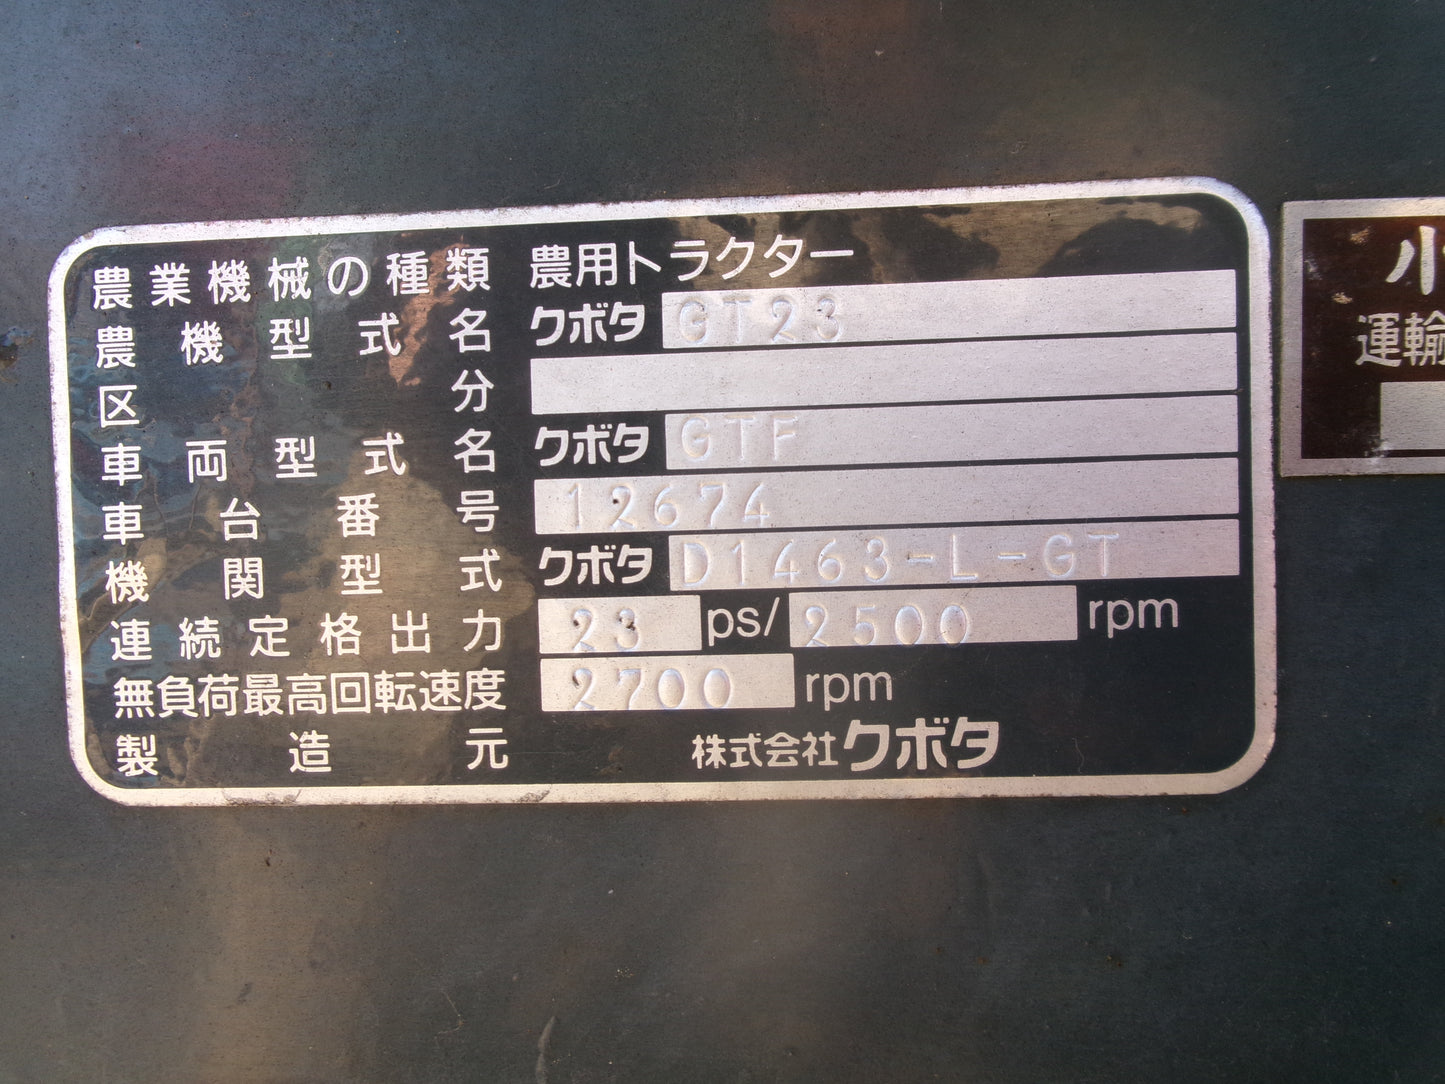 農業機械の種類 農用トラクター
農機型式名 クボタ GT23
区分
車両型式名 クボタ GTF
車台番号 12674
機関型式 クボタ D1463-L-GT
連続定格出力 23 ps/ 2500 rpm
無負荷最高回転速度 2700 rpm
製造元 株式会社クボタ
小
運輸